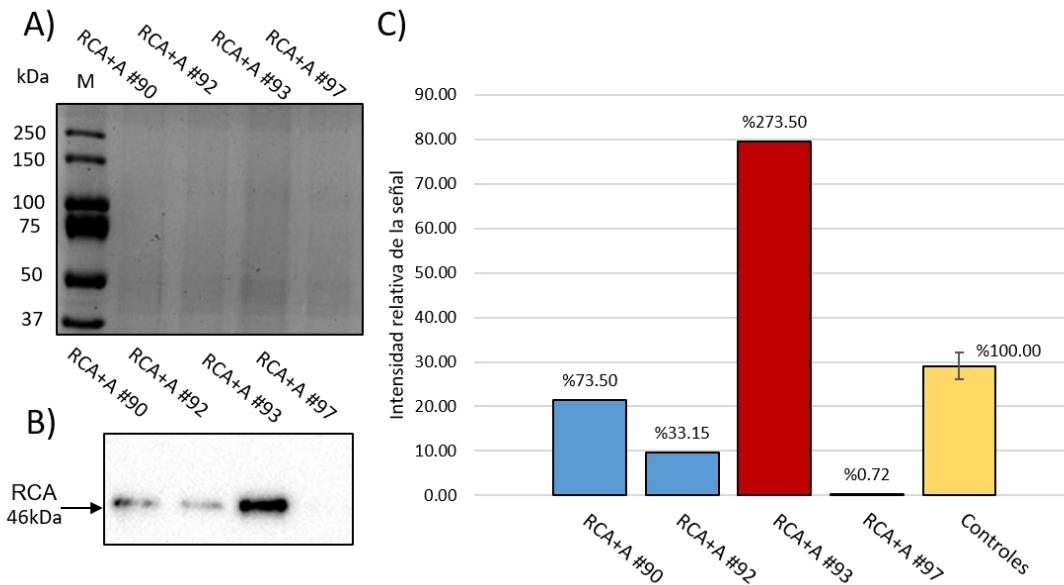 A)
RCA+A #90
RCA+A #92
RCA+A #93
RCA+A #97
kDa
M
250
150
100
75
50
37
RCA+A #90
RCA+A #92
RCA+A #93
RCA+A #97
B)
RCA
46kDa
C)
Intensidad relativa de la señal
90.00
80.00
70.00
60.00
50.00
40.00
30.00
20.00
10.00
0.00
%73.50
%33.15
%273.50
%0.72
%100.00
RCA+A #90
RCA+A #92
RCA+A #93
RCA+A #97
Controles